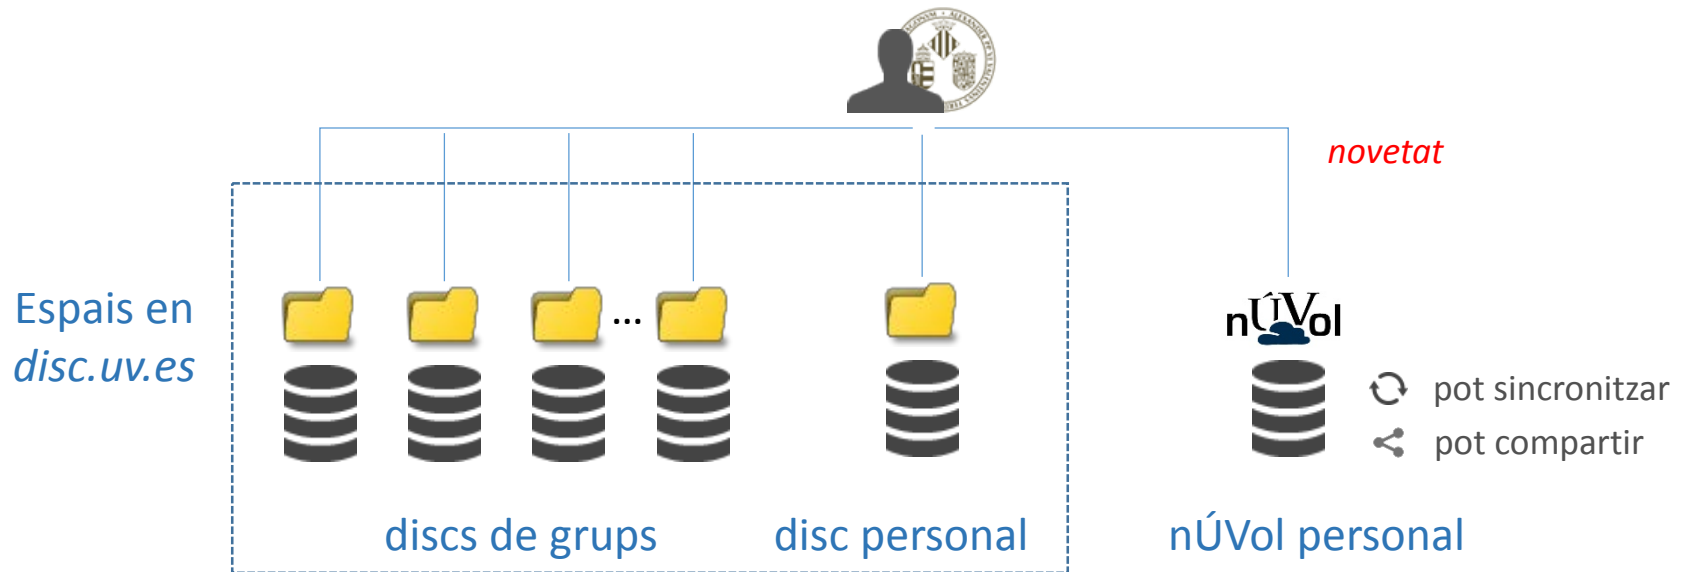 novetat
Espais en
disc.uv.es
...
nÚVol
pot sincronitzar
pot compartir
discs de grups
disc personal
nÚVol personal